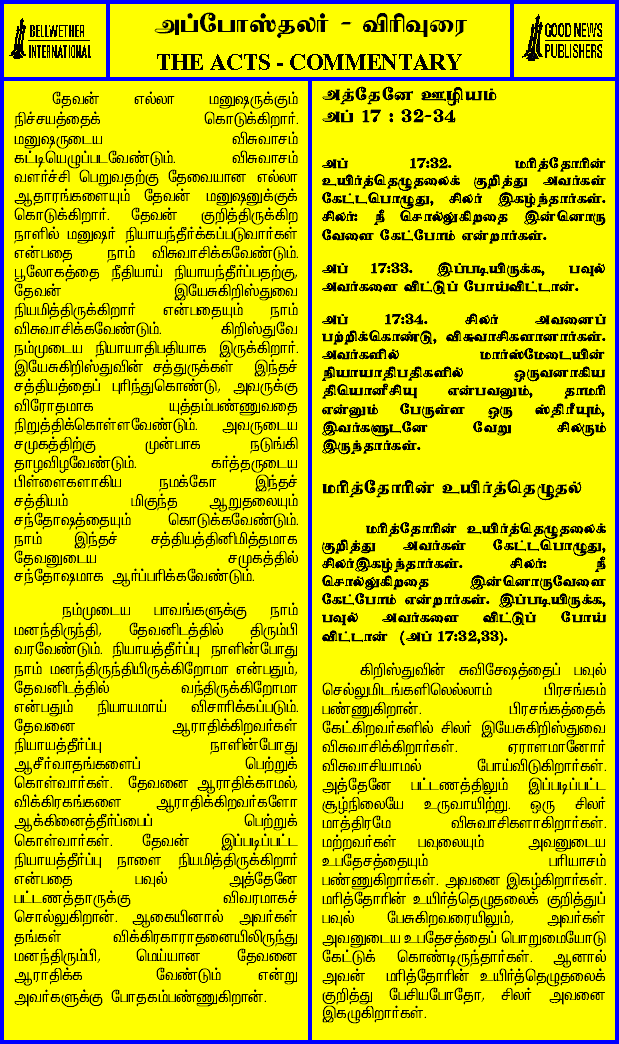 BELLWETHER
INTERNATIONAL
அப்போஸ்தலர் - விரிவுரை
THE ACTS - COMMENTARY
GOOD NEWS
PUBLISHERS
தேவன் எல்லா மனுஷருக்கும்
நிச்சயத்தைக் கொடுக்கிறார்.
மனுஷருடைய விசுவாசம்
கட்டியெழுப்படவேண்டும். விசுவாசம்
வளர்ச்சி பெறுவதற்கு தேவையான எல்லா
ஆதாரங்களையும் தேவன் மனுஷனுக்குக்
கொடுக்கிறார். தேவன் குறித்திருக்கிற
நாளில் மனுஷர் நியாயந்தீர்க்கப்படுவார்கள்
என்பதை நாம் விசுவாசிக்கவேண்டும்.
பூலோகத்தை நீதியாய் நியாயந்தீர்ப்பதற்கு,
தேவன் இயேசுகிறிஸ்துவை
நியமித்திருக்கிறார் என்பதையும் நாம்
விசுவாசிக்கவேண்டும். கிறிஸ்துவே
நம்முடைய நியாயாதிபதியாக இருக்கிறார்.
இயேசுகிறிஸ்துவின் சத்துருக்கள் இந்தச்
சத்தியத்தைப் புரிந்துகொண்டு, அவருக்கு
விரோதமாக யுத்தம்பண்ணுவதை
நிறுத்திக்கொள்ளவேண்டும். அவருடைய
சமுகத்திற்கு முன்பாக நடுங்கி
தாழவிழவேண்டும். கர்த்தருடைய
பிள்ளைகளாகிய நமக்கோ இந்தச்
சத்தியம் மிகுந்த ஆறுதலையும்
சந்தோஷத்தையும் கொடுக்கவேண்டும்.
நாம் இந்தச் சத்தியத்தினிமித்தமாக
தேவனுடைய சமுகத்தில்
சந்தோஷமாக ஆர்ப்பரிக்கவேண்டும்.
நம்முடைய பாவங்களுக்கு நாம்
மனந்திருந்தி, தேவனிடத்தில் திரும்பி
வரவேண்டும். நியாயத்தீர்ப்பு நாளின்போது
நாம் மனந்திருந்தியிருக்கிறோமா என்பதும்,
தேவனிடத்தில் வந்திருக்கிறோமா
என்பதும் நியாயமாய் விசாரிக்கப்படும்.
தேவனை ஆராதிக்கிறவர்கள்
நியாயத்தீர்ப்பு நாளின்போது
ஆசீர்வாதங்களைப் பெற்றுக்
கொள்வார்கள். தேவனை ஆராதிக்காமல்,
விக்கிரகங்களை ஆராதிக்கிறவர்களோ
ஆக்கினைத்தீர்ப்பைப் பெற்றுக்
கொள்வார்கள். தேவன் இப்படிப்பட்ட
நியாயத்தீர்ப்பு நாளை நியமித்திருக்கிறார்
என்பதை பவுல் அத்தேனே
பட்டணத்தாருக்கு விவரமாகச்
சொல்லுகிறான். ஆகையினால் அவர்கள்
தங்கள் விக்கிரகாராதனையிலிருந்து
மனந்திரும்பி, மெய்யான தேவனை
ஆராதிக்க வேண்டும் என்று
அவர்களுக்கு போதகம்பண்ணுகிறான்.
அத்தேனே ஊழியம்
அப் 17 : 32-34
அப் 17:32. மரித்தோரின்
உயிர்த்தெழுதலைக் குறித்து அவர்கள்
கேட்டபொழுது, சிலர் இகழ்ந்தார்கள்.
சிலர்: நீ சொல்லுகிறதை இன்னொரு
வேளை கேட்போம் என்றார்கள்.
அப் 17:33. இப்படியிருக்க, பவுல்
அவர்களை விட்டுப் போய்விட்டான்.
அப் 17:34. சிலர் அவனைப்
பற்றிக்கொண்டு, விசுவாசிகளானார்கள்.
அவர்களில் மார்ஸ்மேடையின்
நியாயாதிபதிகளில் ஒருவனாகிய
தியொனீசியு என்பவனும், தாமரி
என்னும் பேருள்ள ஒரு ஸ்திரீயும்,
இவர்களுடனே வேறு சிலரும்
இருந்தார்கள்.
மரித்தோரின் உயிர்த்தெழுதல்
மரித்தோரின் உயிர்த்தெழுதலைக்
குறித்து அவர்கள் கேட்டபொழுது,
சிலர்இகழ்ந்தார்கள். சிலர்: நீ
சொல்லுகிறதை இன்னொருவேளை
கேட்போம் என்றார்கள். இப்படியிருக்க,
பவுல் அவர்களை விட்டுப் போய்
விட்டான் (அப் 17:32,33).
கிறிஸ்துவின் சுவிசேஷத்தைப் பவுல்
செல்லுமிடங்களிலெல்லாம் பிரசங்கம்
பண்ணுகிறான். பிரசங்கத்தைக்
கேட்கிறவர்களில் சிலர் இயேசுகிறிஸ்துவை
விசுவாசிக்கிறார்கள். ஏராளமானோர்
விசுவாசியாமல் போய்விடுகிறார்கள்.
அத்தேனே பட்டணத்திலும் இப்படிப்பட்ட
சூழ்நிலையே உருவாயிற்று. ஒரு சிலர்
மாத்திரமே விசுவாசிகளாகிறார்கள்.
மற்றவர்கள் பவுலையும் அவனுடைய
உபதேசத்தையும் பரியாசம்
பண்ணுகிறார்கள். அவனை இகழ்கிறார்கள்.
மரித்தோரின் உயிர்த்தெழுதலைக் குறித்துப்
பவுல் பேசுகிறவரையிலும், அவர்கள்
அவனுடைய உபதேசத்தைப் பொறுமையோடு
கேட்டுக் கொண்டிருந்தார்கள். ஆனால்
அவன் மரித்தோரின் உயிர்த்தெழுதலைக்
குறித்து பேசியபோதோ, சிலர் அவனை
இகழுகிறார்கள்.